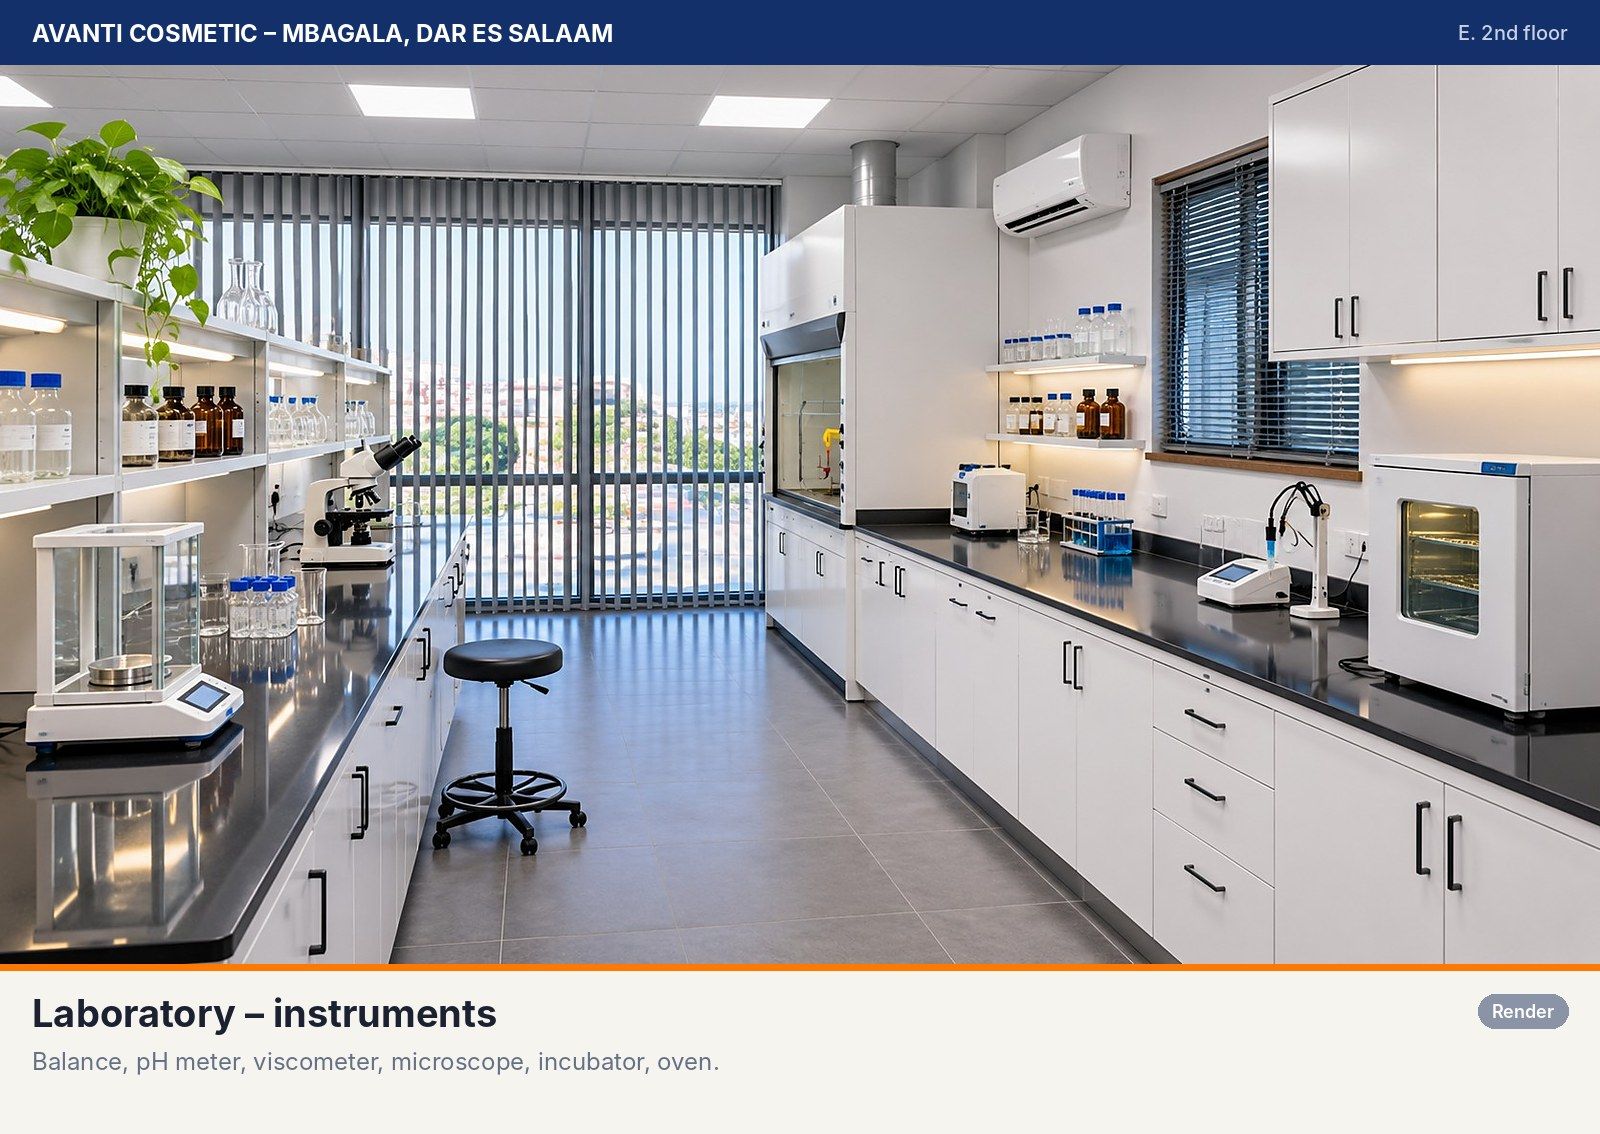 AVANTI COSMETIC – MBAGALA, DAR ES SALAAM
E. 2nd floor
Laboratory – instruments
Render
Balance, pH meter, viscometer, microscope, incubator, oven.